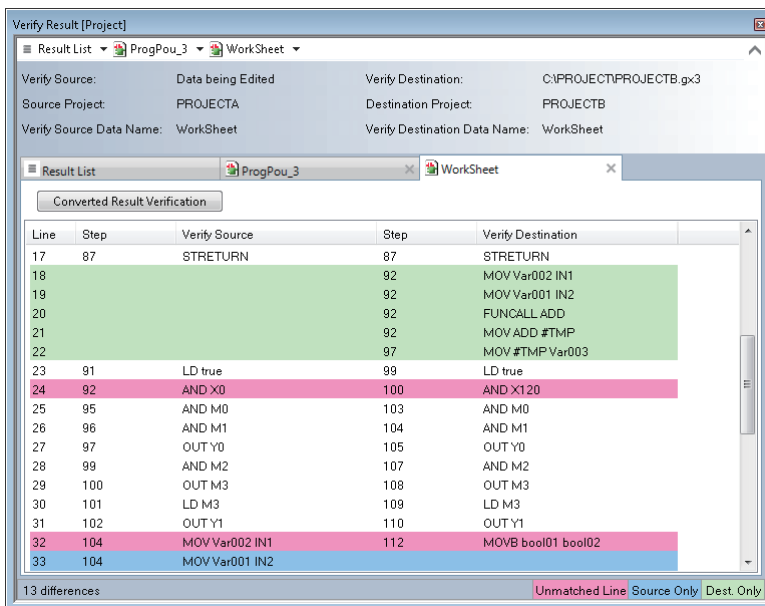 Verify Result [Project]
Result List ProgPou_3 WorkSheet
Verify Source: Data being Edited Verify Destination: C:\PROJECT\PROJECTB.gx3
Source Project: PROJECTA Destination Project: PROJECTB
Verify Source Data Name: WorkSheet Verify Destination Data Name: WorkSheet
Result List ProgPou_3 WorkSheet
Converted Result Verification
Line Step Verify Source Step Verify Destination
17 87 STRETURN 87 STRETURN
18 92 MOV Var002 IN1
19 92 MOV Var001 IN2
20 92 FUNCALL ADD
21 92 MOV ADD #TMP
22 97 MOV #TMP Var003
23 91 LD true 99 LD true
24 92 AND X0 100 AND X120
25 95 AND M0 103 AND M0
26 96 AND M1 104 AND M1
27 97 OUT Y0 105 OUT Y0
28 99 AND M2 107 AND M2
29 100 OUT M3 108 OUT M3
30 101 LD M3 109 LD M3
31 102 OUT Y1 110 OUT Y1
32 104 MOV Var002 IN1 112 MOVB bool01 bool02
33 104 MOV Var001 IN2
13 differences Unmatched Line Source Only Dest. Only